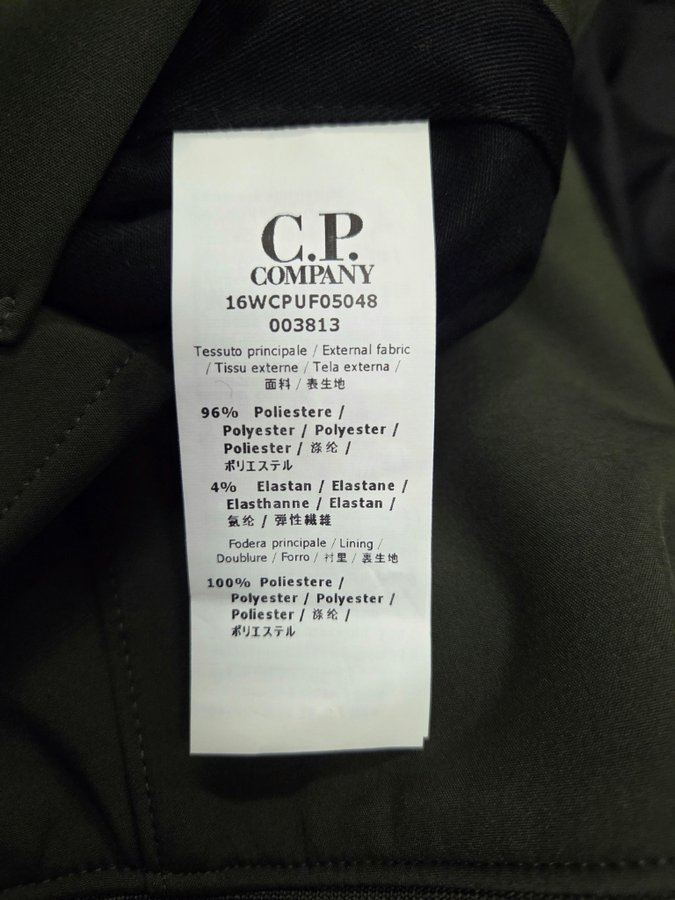 C.P.
COMPANY
16WCPUF05048
003813
Tessuto principale / External fabric
/ Tissu externe / Tela externa /
面料 / 表生地
96% Poliestere /
Polyester / Polyester /
Poliester / 涤纶 /
ポリエステル
4% Elastan / Elastane /
Elasthanne / Elastan /
氨纶 / 弾性繊維
Fodera principale / Lining /
Doublure / Forro / 衬里 / 裏生地
100% Poliestere /
Polyester / Polyester /
Poliester / 涤纶 /
ポリエステル